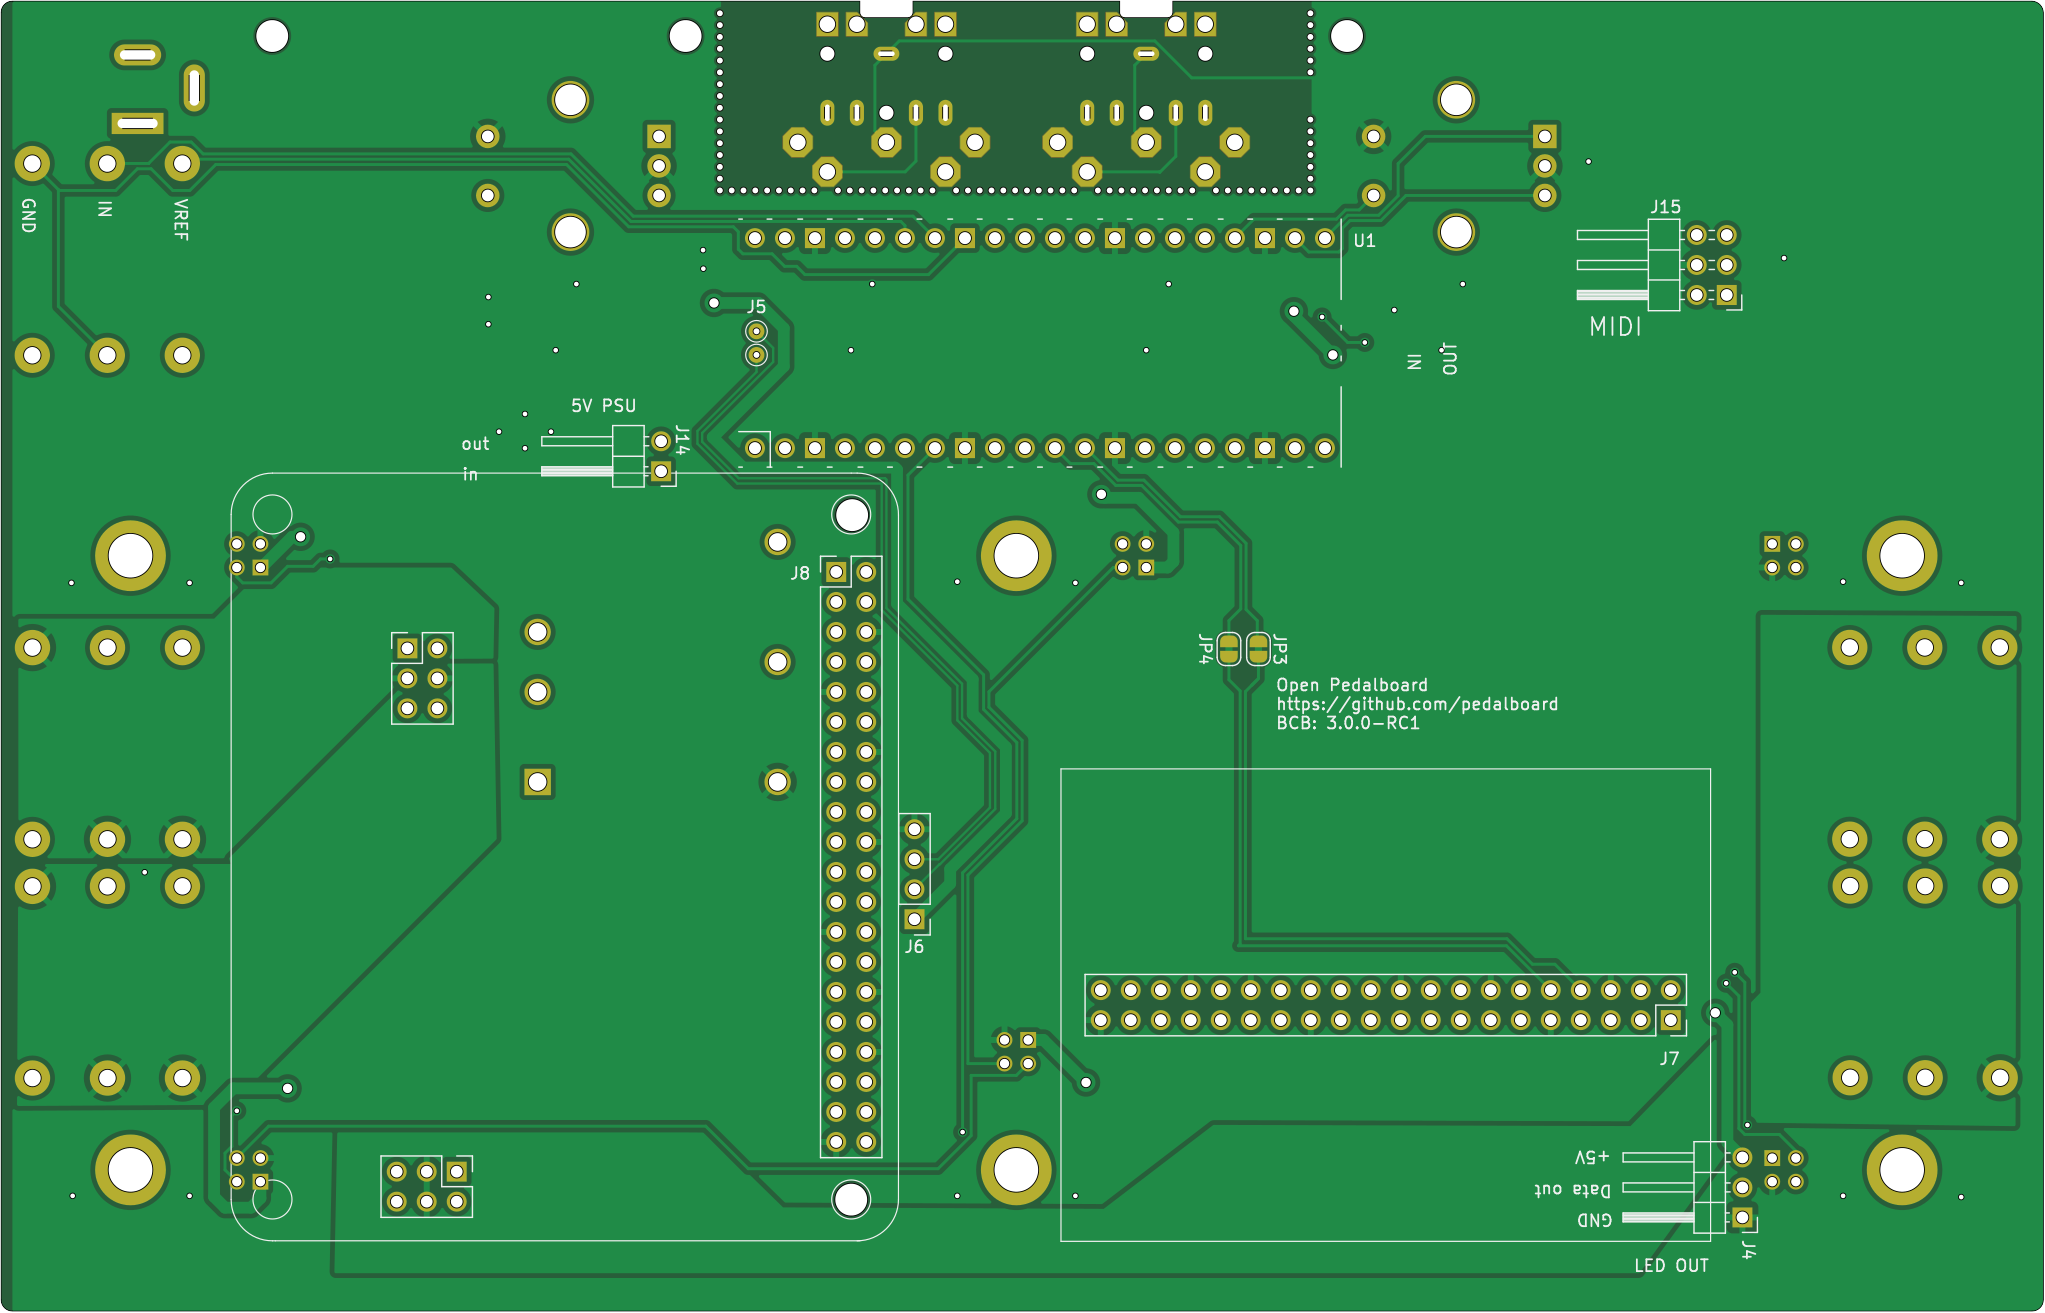 GND
IN
VREF
J15
U1
MIDI
J5
IN
OUT
5V PSU
out
in
J14
J8
JP4
JP3
Open Pedalboard
https://github.com/pedalboard
BCB: 3.0.0-RC1
J6
J7
+5V
Data out
GND
J4
LED OUT